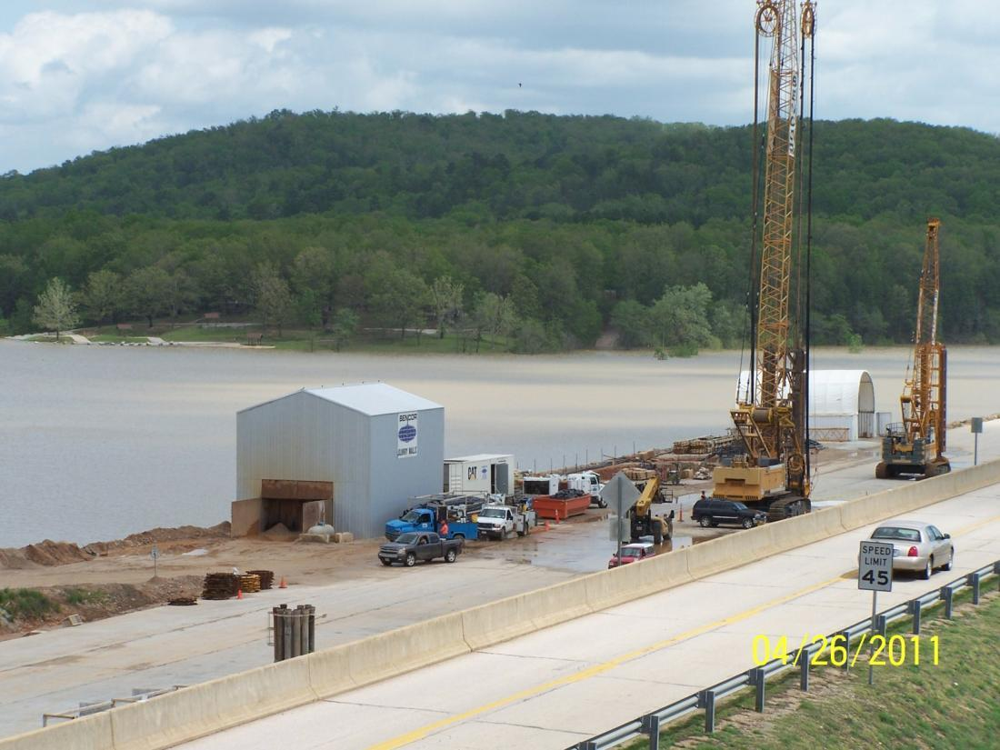 BENCOR
SLURRY WALLS
CAT
SPEED
LIMIT
45
04/26/2011